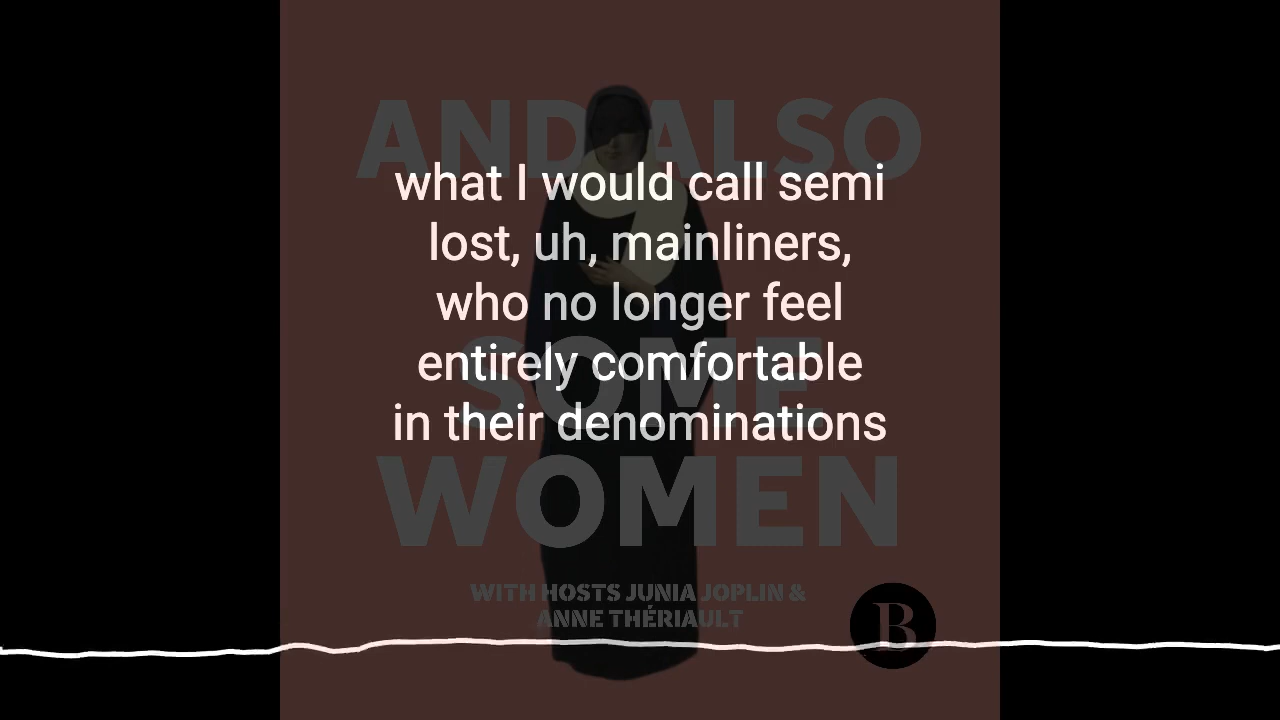 AND ALSO
what I would call semi
lost, uh, mainliners,
who no longer feel
entirely comfortable
in their denominations
SOME
WOMEN
WITH HOSTS JUNIA JOPLIN &
ANNE THÉRIAULT
B